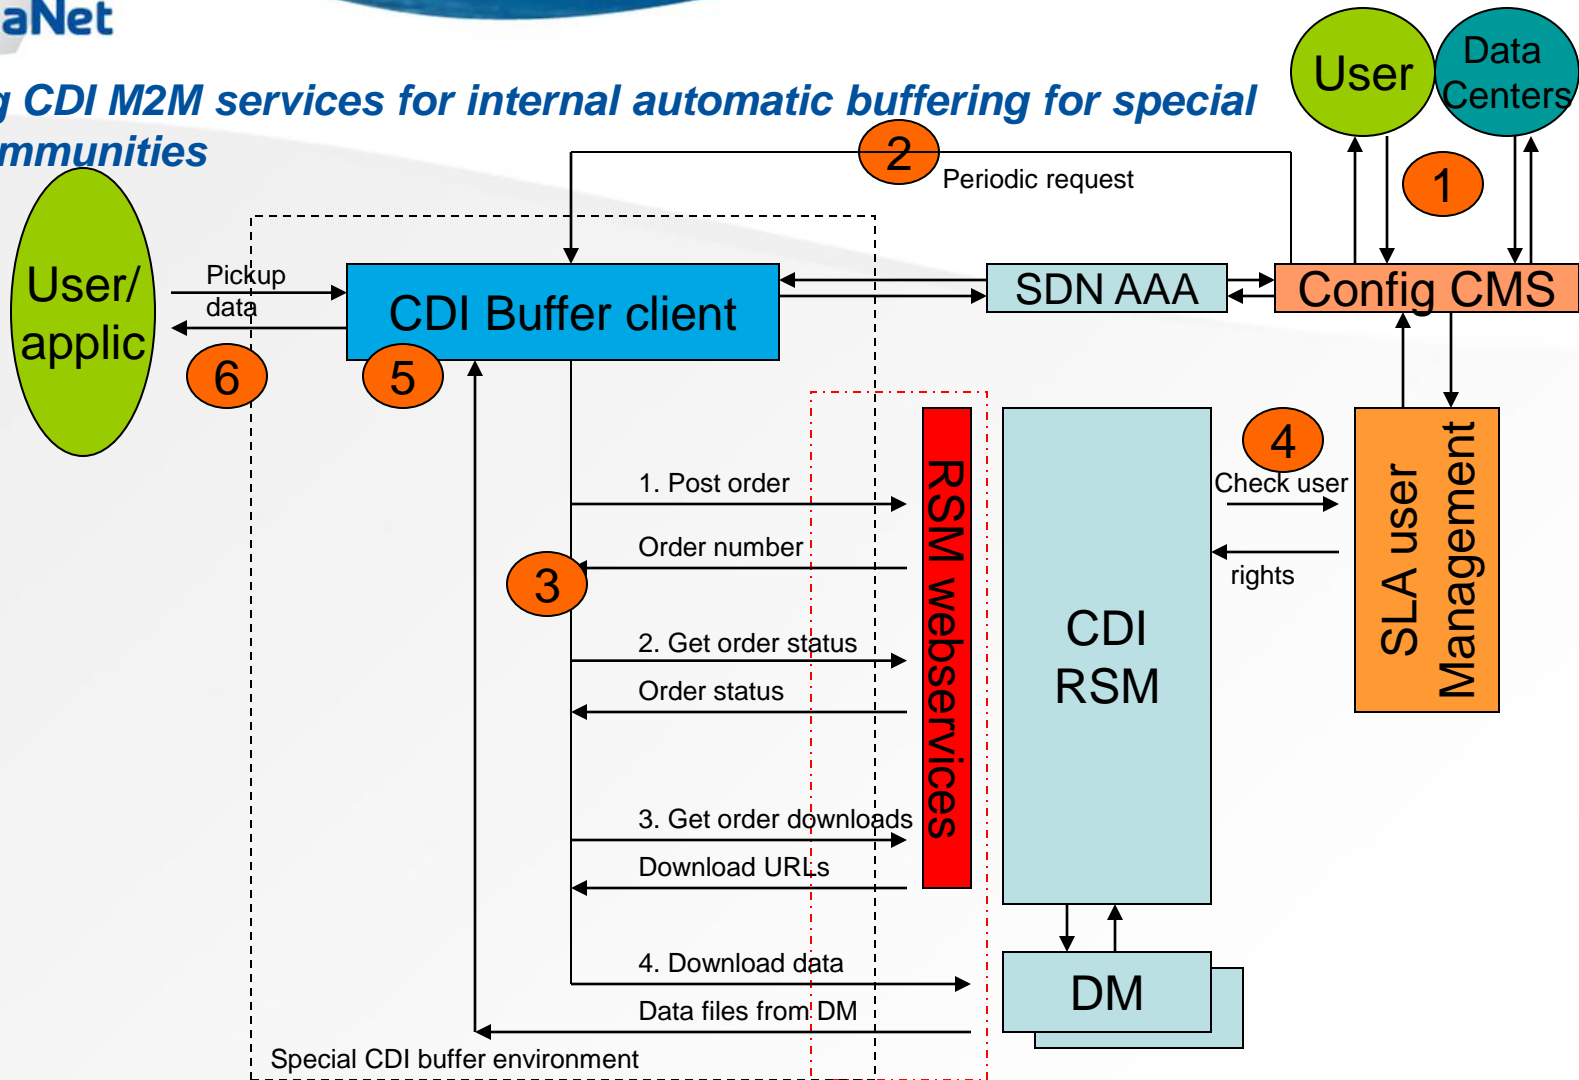 aNet
g CDI M2M services for internal automatic buffering for special
mmunities
User
Data
Centers
2
Periodic request
1
User/
applic
Pickup
data
CDI Buffer client
SDN AAA
Config CMS
6
5
4
Check user
rights
SLA user
Management
1. Post order
Order number
3
RSM webservices
CDI
RSM
2. Get order status
Order status
3. Get order downloads
Download URLs
4. Download data
Data files from DM
DM
Special CDI buffer environment